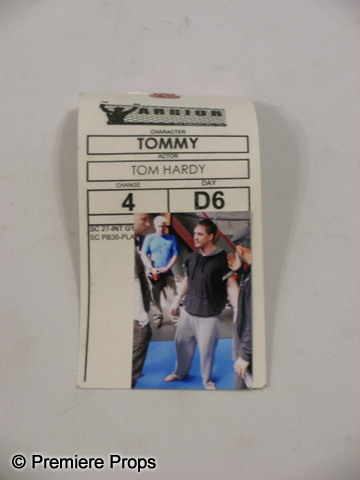 WARRIOR
CHARACTER
TOMMY
ACTOR
TOM HARDY
CHANGE DAY
4 D6
SC 27-INT GY
SC PB36-PLA
© Premiere Props